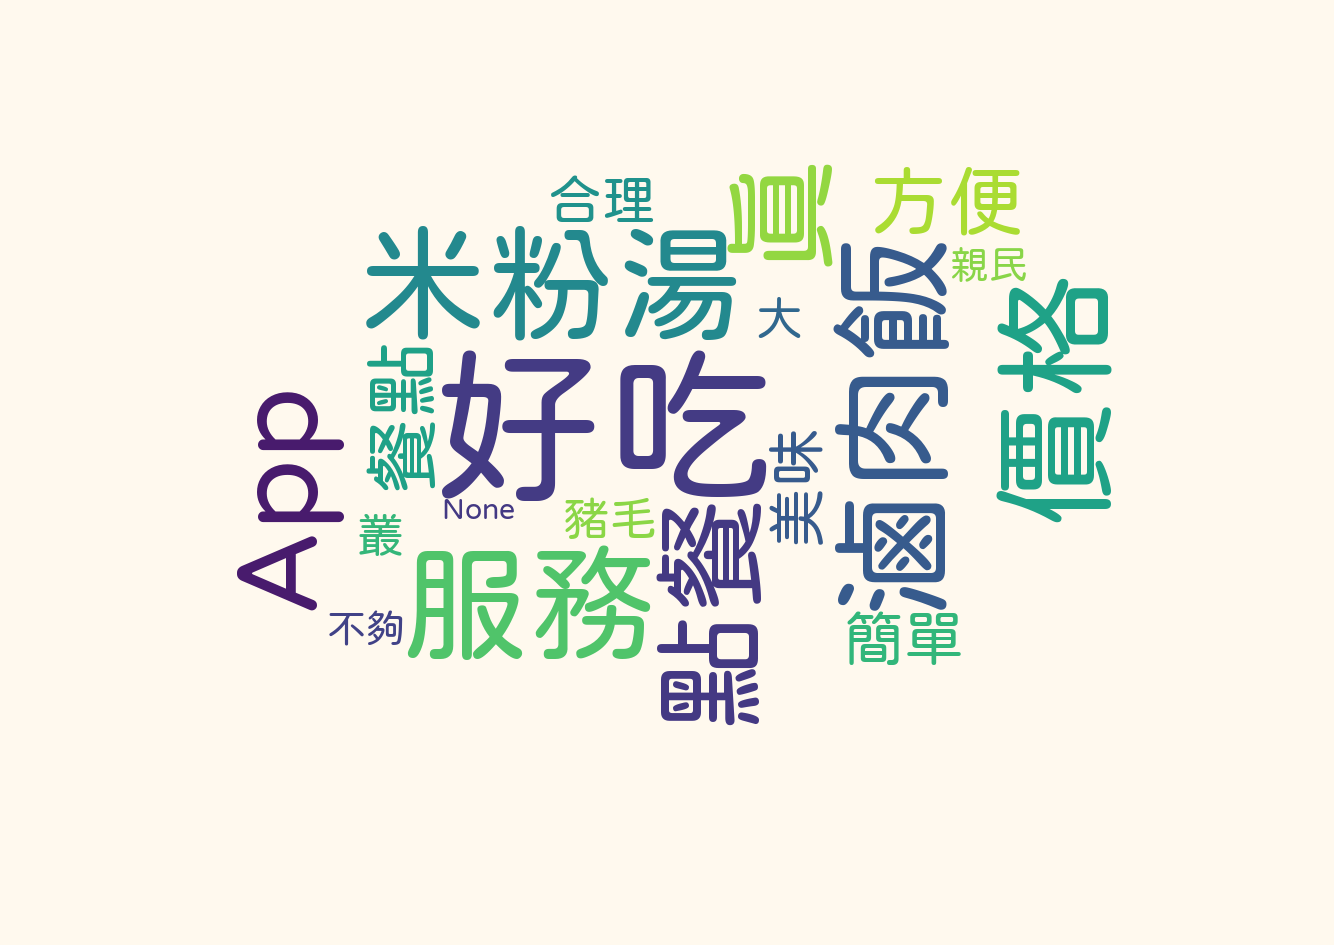 合理
眞
方便
親民
米粉湯
大
滷肉飯
價格
餐點
好吃
美味
App
None
豬毛
叢
點餐
服務
不夠
簡單